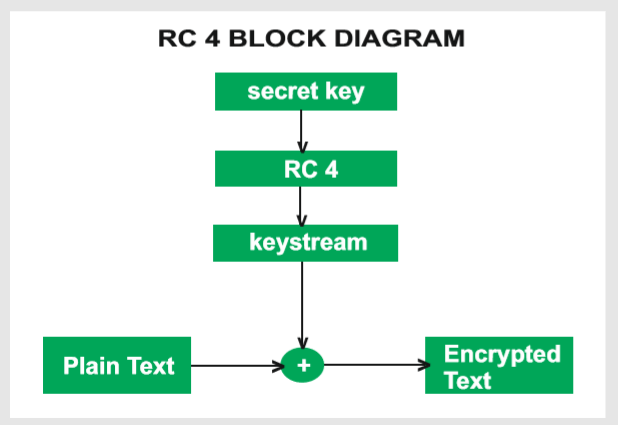 RC 4 BLOCK DIAGRAM
secret key
RC 4
keystream
Plain Text
+
Encrypted
Text